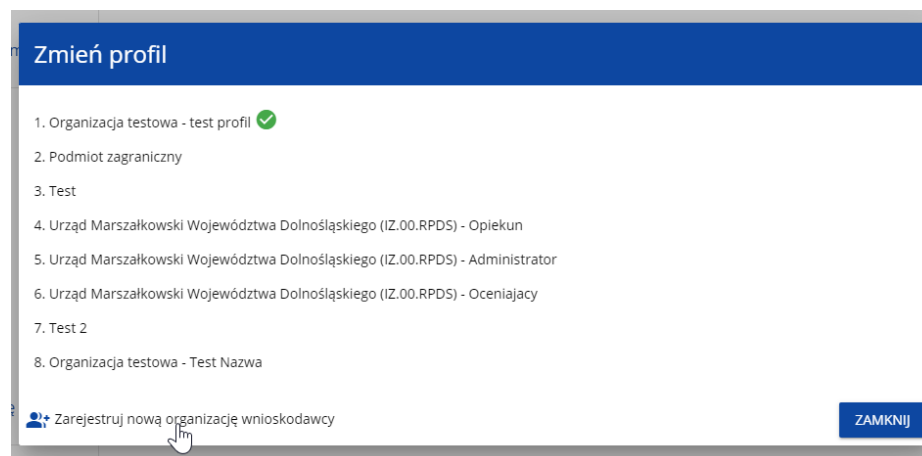 Zmień profil
1. Organizacja testowa - test profil
2. Podmiot zagraniczny
3. Test
4. Urząd Marszałkowski Województwa Dolnośląskiego (IZ.00.RPDS) - Opiekun
5. Urząd Marszałkowski Województwa Dolnośląskiego (IZ.00.RPDS) - Administrator
6. Urząd Marszałkowski Województwa Dolnośląskiego (IZ.00.RPDS) - Oceniajacy
7. Test 2
8. Organizacja testowa - Test Nazwa
Zarejestruj nową organizację wnioskodawcy
ZAMKNIJ